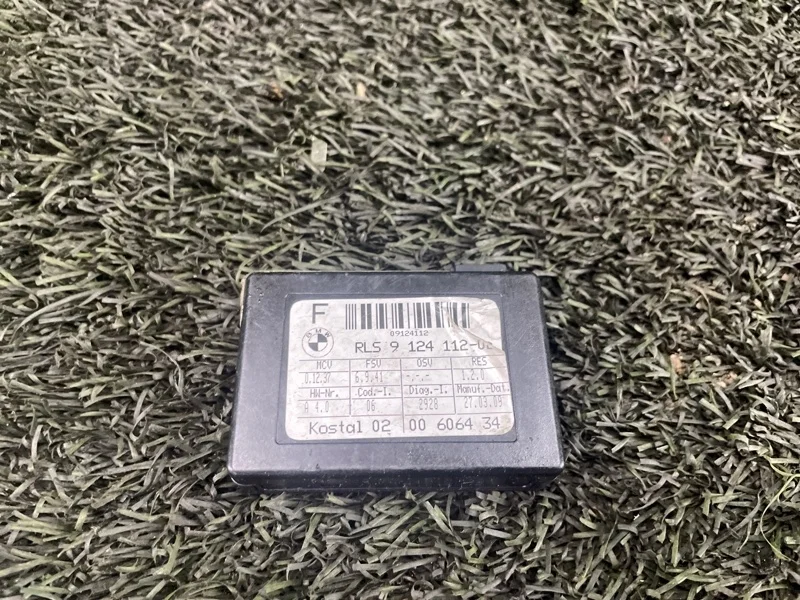 F
09124112
BMW
RLS 9 124 112-02
MCV FSV OSV RES
0.12.37 6.9.41 -.-.- 1.2.0
HW-Nr. Cod.-I. Diag.-I. Manuf.-Dat.
A 4.0 06 2928 27.03.09
Kostal 02 00 6064 34